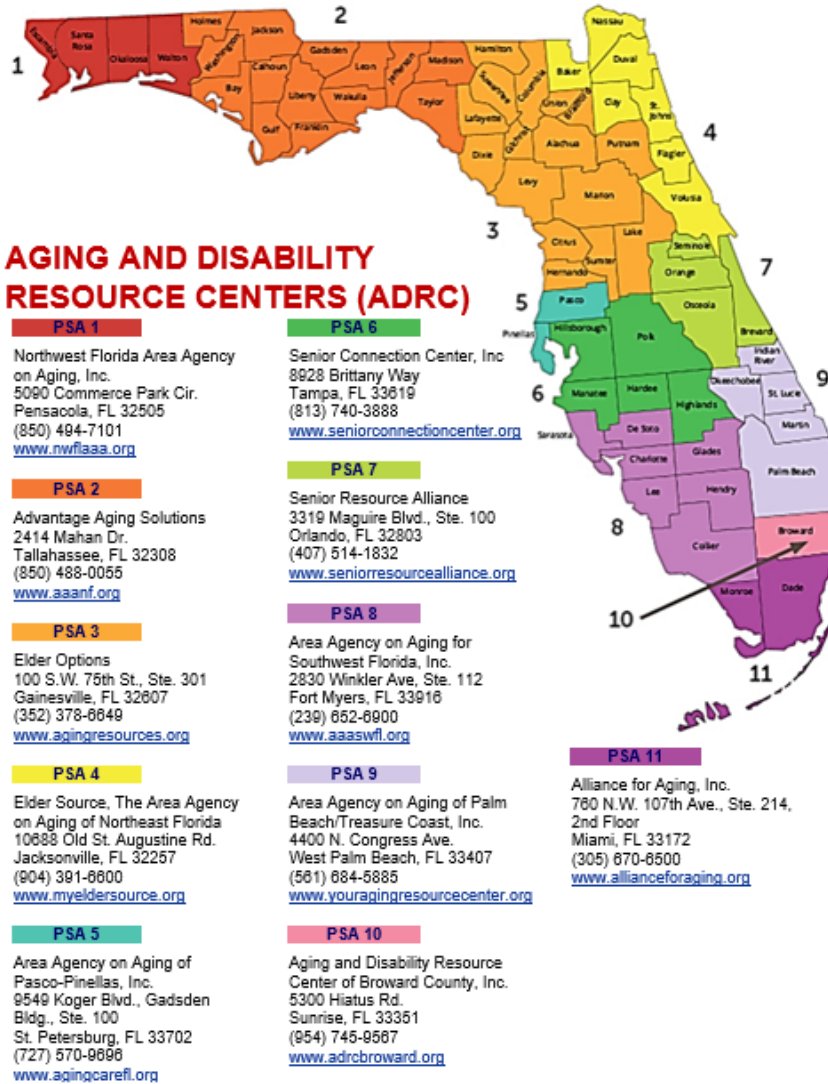 2
Holmes
Jackson
Nassau
Escambia
Santa
Rosa
Okaloosa
Walton
Washington
Gadsden
Leon
Jefferson
Madison
Hamilton
Duval
1
Bay
Calhoun
Liberty
Wakulla
Taylor
Suwannee
Columbia
Baker
Union
Bradford
Clay
St.
Johns
Gulf
Franklin
Lafayette
Gilchrist
Alachua
Putnam
Flagler
4
Dixie
Levy
Marion
Volusia
3
Citrus
Lake
Sumter
Hernando
Seminole
Orange
7
AGING AND DISABILITY
RESOURCE CENTERS (ADRC)
5
Pasco
Osceola
Brevard
Pinellas
Hillsborough
Polk
Indian
River
9
6
Manatee
Hardee
Highlands
Okeechobee
St. Lucie
Sarasota
De Soto
Martin
Charlotte
Glades
Palm Beach
Lee
Hendry
8
Collier
Broward
Monroe
Dade
10
11
PSA 1
Northwest Florida Area Agency
on Aging, Inc.
5090 Commerce Park Cir.
Pensacola, FL 32505
(850) 494-7101
www.nwflaaa.org
PSA 2
Advantage Aging Solutions
2414 Mahan Dr.
Tallahassee, FL 32308
(850) 488-0055
www.aaanf.org
PSA 3
Elder Options
100 S.W. 75th St., Ste. 301
Gainesville, FL 32607
(352) 378-6649
www.agingresources.org
PSA 4
Elder Source, The Area Agency
on Aging of Northeast Florida
10688 Old St. Augustine Rd.
Jacksonville, FL 32257
(904) 391-6600
www.myeldersource.org
PSA 5
Area Agency on Aging of
Pasco-Pinellas, Inc.
9549 Koger Blvd., Gadsden
Bldg., Ste. 100
St. Petersburg, FL 33702
(727) 570-9696
www.agingcarefl.org
PSA 6
Senior Connection Center, Inc
8928 Brittany Way
Tampa, FL 33619
(813) 740-3888
www.seniorconnectioncenter.org
PSA 7
Senior Resource Alliance
3319 Maguire Blvd., Ste. 100
Orlando, FL 32803
(407) 514-1832
www.seniorresourcealliance.org
PSA 8
Area Agency on Aging for
Southwest Florida, Inc.
2830 Winkler Ave, Ste. 112
Fort Myers, FL 33916
(239) 652-6900
www.aaaswfl.org
PSA 9
Area Agency on Aging of Palm
Beach/Treasure Coast, Inc.
4400 N. Congress Ave.
West Palm Beach, FL 33407
(561) 684-5885
www.youragingresourcecenter.org
PSA 10
Aging and Disability Resource
Center of Broward County, Inc.
5300 Hiatus Rd.
Sunrise, FL 33351
(954) 745-9567
www.adrcbroward.org
PSA 11
Alliance for Aging, Inc.
760 N.W. 107th Ave., Ste. 214,
2nd Floor
Miami, FL 33172
(305) 670-6500
www.allianceforaging.org